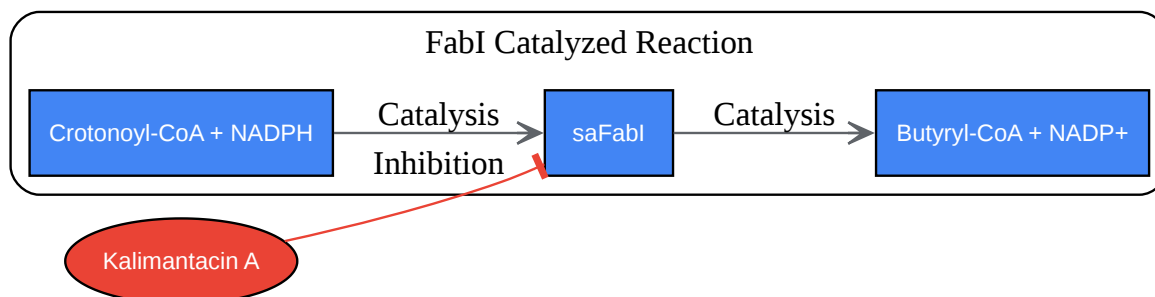 FabI Catalyzed Reaction
Crotonoyl-CoA + NADPH
Catalysis
saFabI
Catalysis
Butyryl-CoA + NADP+
Inhibition
Kalimantacin A